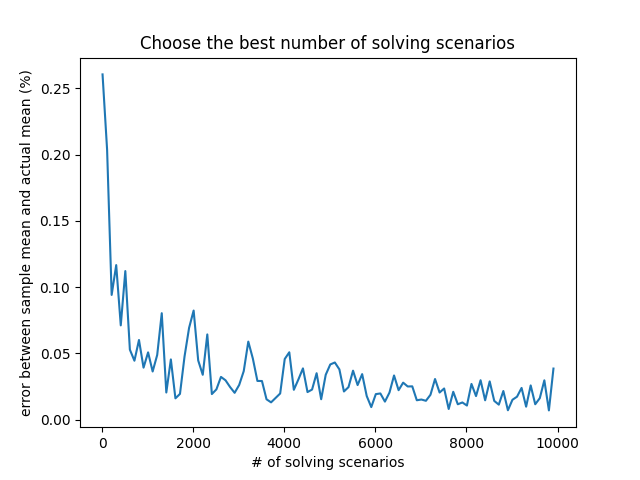 Choose the best number of solving scenarios
error between sample mean and actual mean (%)
0.25
0.20
0.15
0.10
0.05
0.00
0 2000 4000 6000 8000 10000
# of solving scenarios